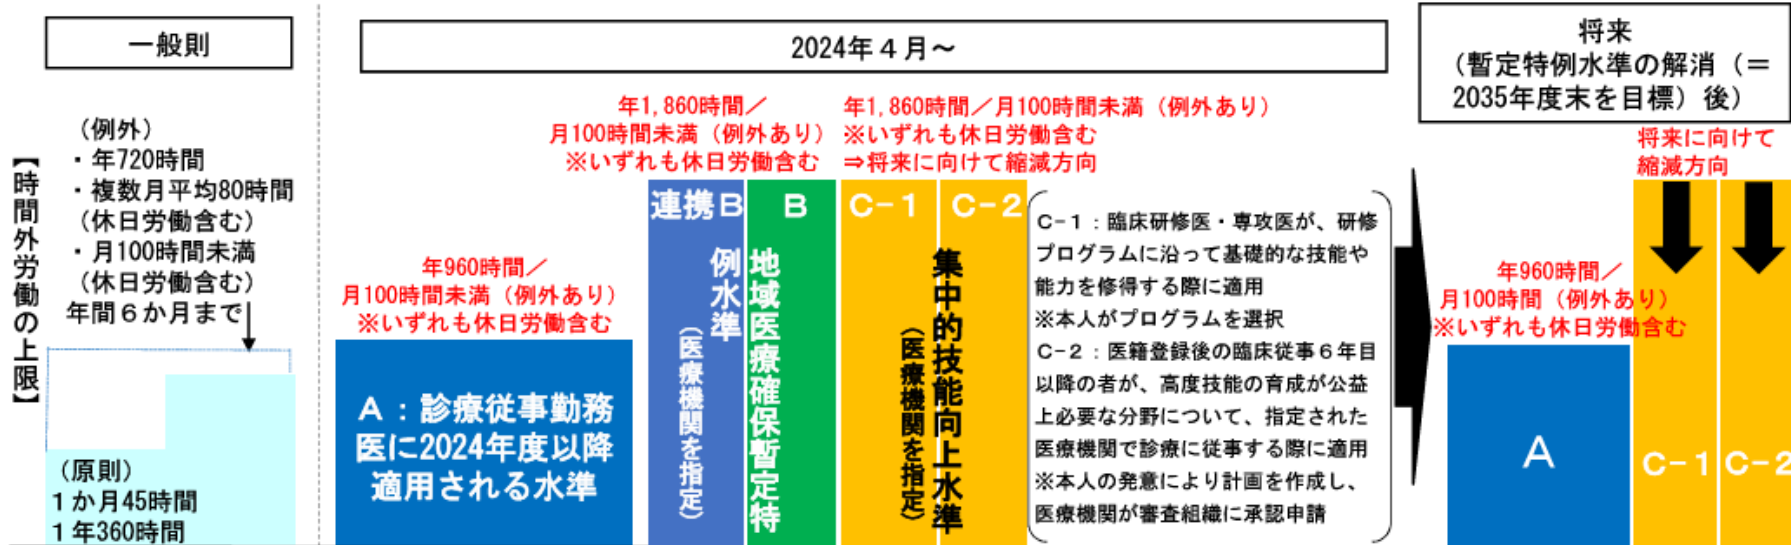 一般則
2024年4月～
将来
(暫定特例水準の解消(=
2035年度末を目標)後)
【時間外労働の上限】
(例外)
・年720時間
・複数月平均80時間
(休日労働含む)
・月100時間未満
(休日労働含む)
年間6か月まで
(原則)
1か月45時間
1年360時間
年960時間／
月100時間未満(例外あり)
※いずれも休日労働含む
A：診療従事勤務
医に2024年度以降
適用される水準
年1,860時間／
月100時間未満(例外あり)
※いずれも休日労働含む
連携B
B
地域医療確保暫定特
例水準
(医療機関を指定)
年1,860時間／月100時間未満(例外あり)
※いずれも休日労働含む
⇒将来に向けて縮減方向
C-1
C-2
集中的技能向上水準
(医療機関を指定)
C-1：臨床研修医・専攻医が、研修
プログラムに沿って基礎的な技能や
能力を修得する際に適用
※本人がプログラムを選択
C-2：医籍登録後の臨床従事6年目
以降の者が、高度技能の育成が公益
上必要な分野について、指定された
医療機関で診療に従事する際に適用
※本人の発意により計画を作成し、
医療機関が審査組織に承認申請
年960時間／
月100時間(例外あり)
※いずれも休日労働含む
A
将来に向けて
縮減方向
C-1
C-2